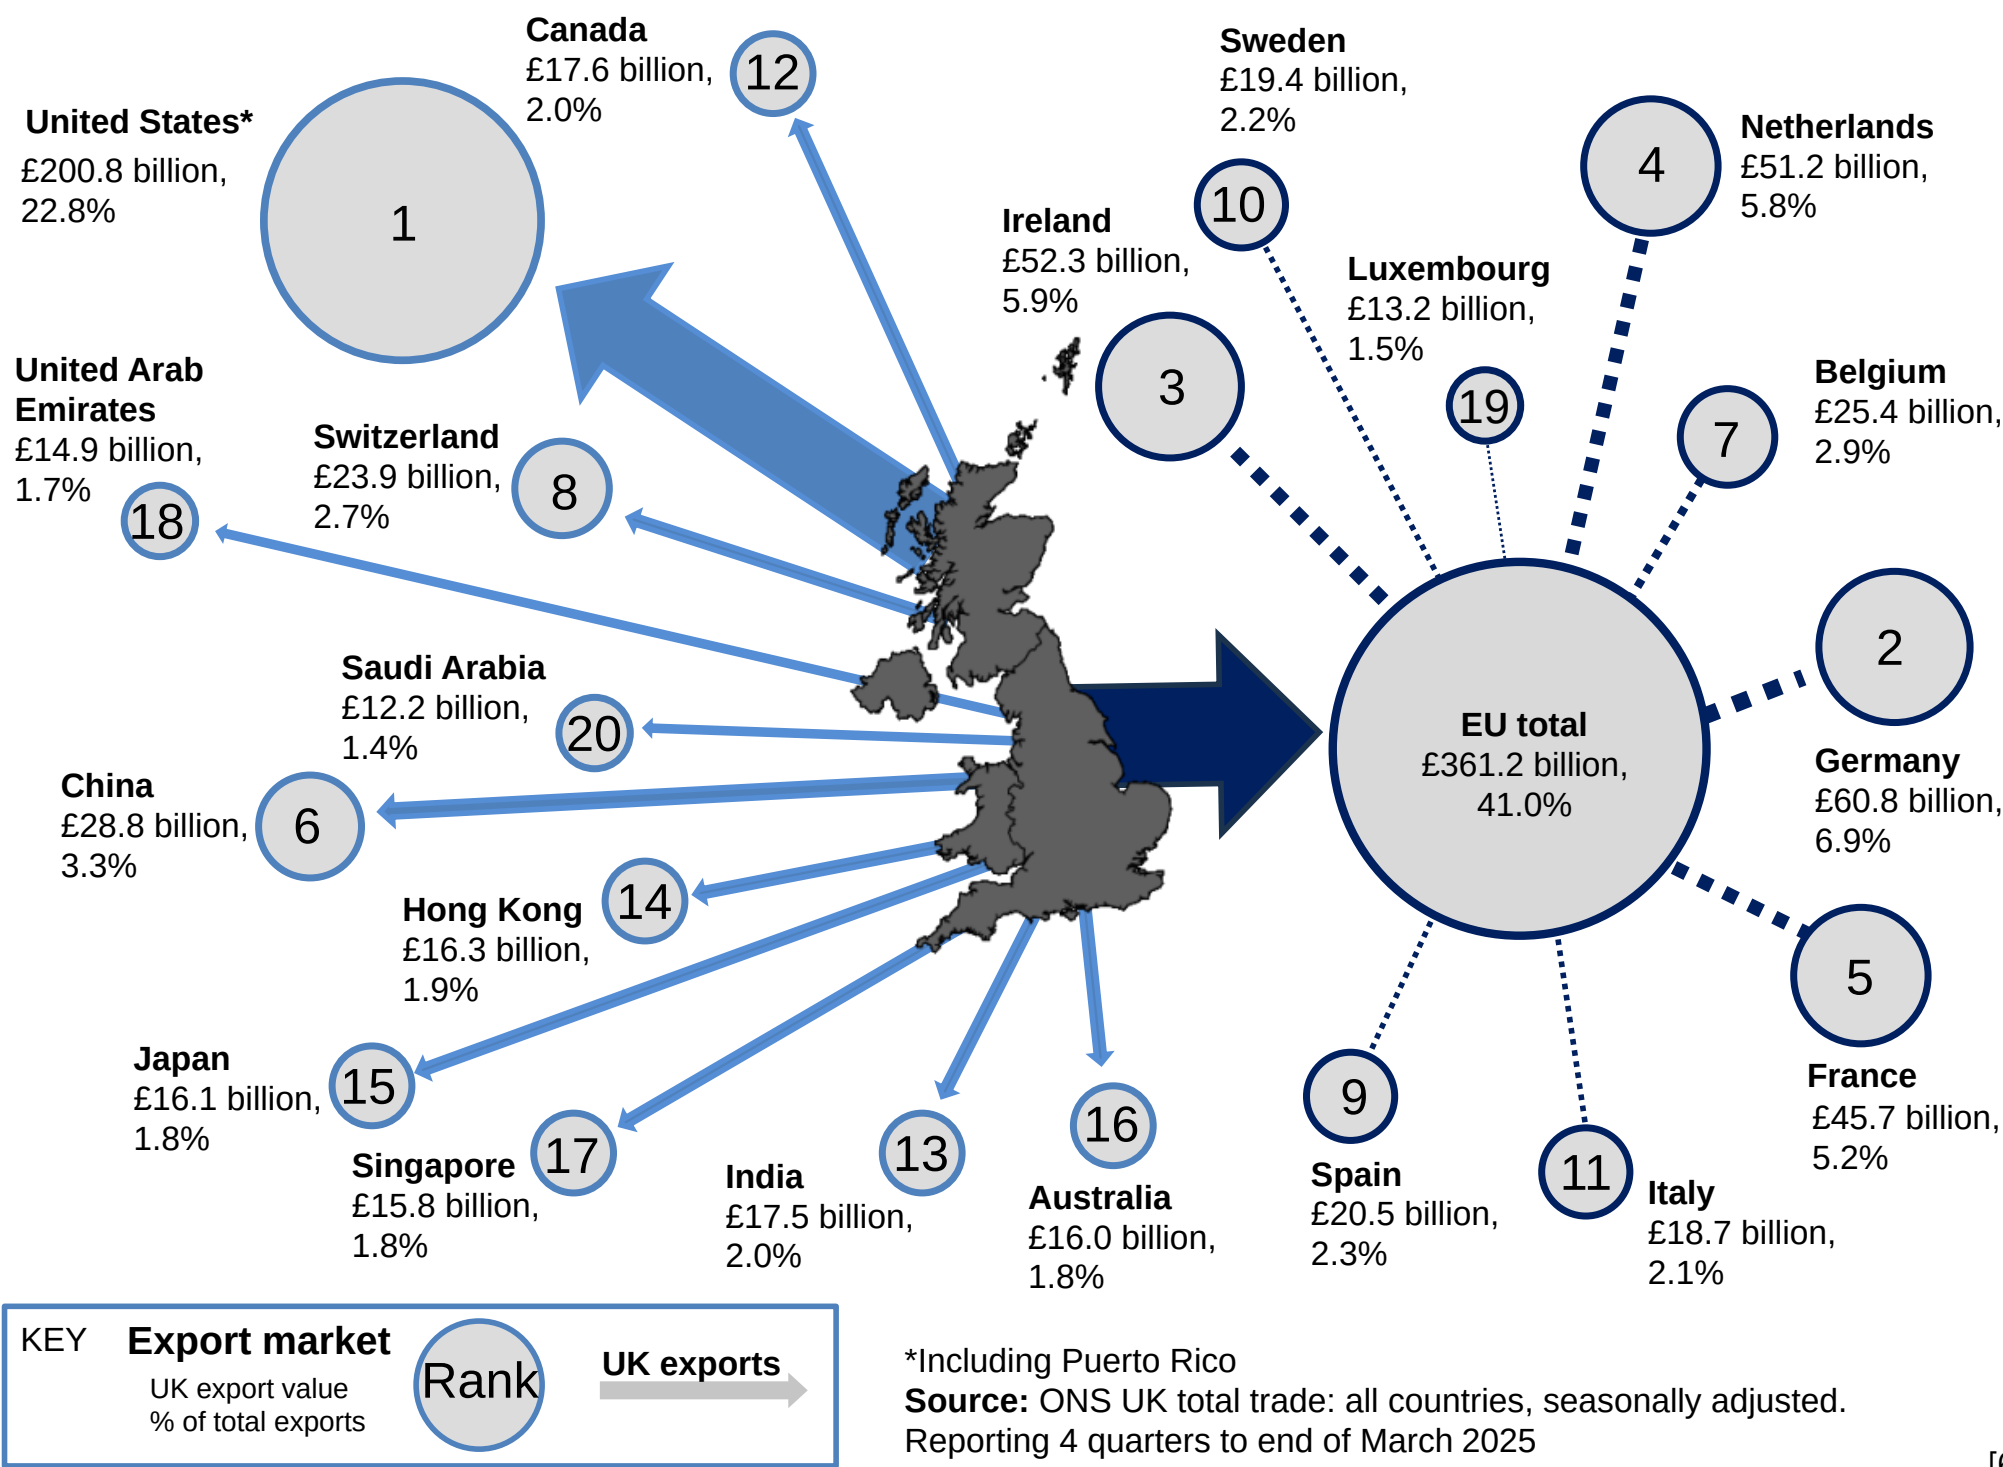 Canada
£17.6 billion,
2.0%
12
United States*
£200.8 billion,
22.8%
1
Sweden
£19.4 billion,
2.2%
10
Netherlands
£51.2 billion,
5.8%
4
Ireland
£52.3 billion,
5.9%
3
Luxembourg
£13.2 billion,
1.5%
19
Belgium
£25.4 billion,
2.9%
7
United Arab
Emirates
£14.9 billion,
1.7%
18
Switzerland
£23.9 billion,
2.7%
8
Saudi Arabia
£12.2 billion,
1.4%
20
EU total
£361.2 billion,
41.0%
2
Germany
£60.8 billion,
6.9%
China
£28.8 billion,
3.3%
6
Hong Kong
£16.3 billion,
1.9%
14
5
France
£45.7 billion,
5.2%
Japan
£16.1 billion,
1.8%
15
Singapore
£15.8 billion,
1.8%
17
India
£17.5 billion,
2.0%
13
16
Australia
£16.0 billion,
1.8%
9
Spain
£20.5 billion,
2.3%
11
Italy
£18.7 billion,
2.1%
KEY
Export market
UK export value
% of total exports
Rank
UK exports
*Including Puerto Rico
Source: ONS UK total trade: all countries, seasonally adjusted.
Reporting 4 quarters to end of March 2025